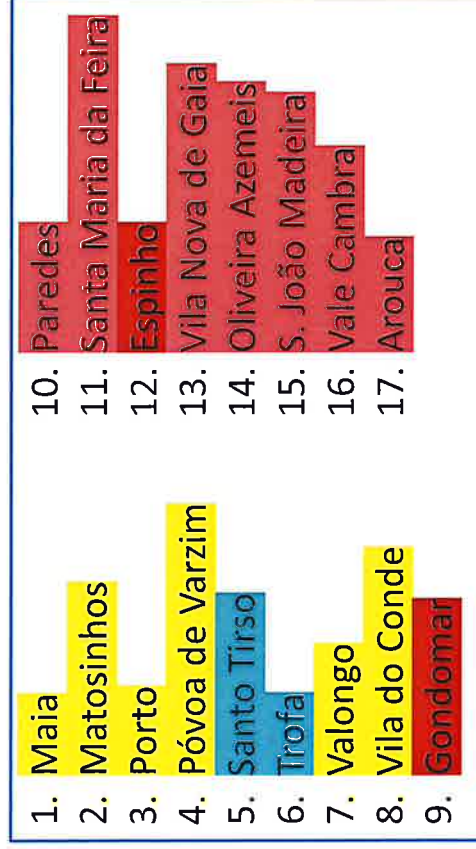 1. Maia
2. Matosinhos
3. Porto
4. Póvoa de Varzim
5. Santo Tirso
6. Trofa
7. Valongo
8. Vila do Conde
9. Gondomar
10. Paredes
11. Santa Maria da Feira
12. Espinho
13. Vila Nova de Gaia
14. Oliveira Azemeis
15. S. João Madeira
16. Vale Cambra
17. Arouca